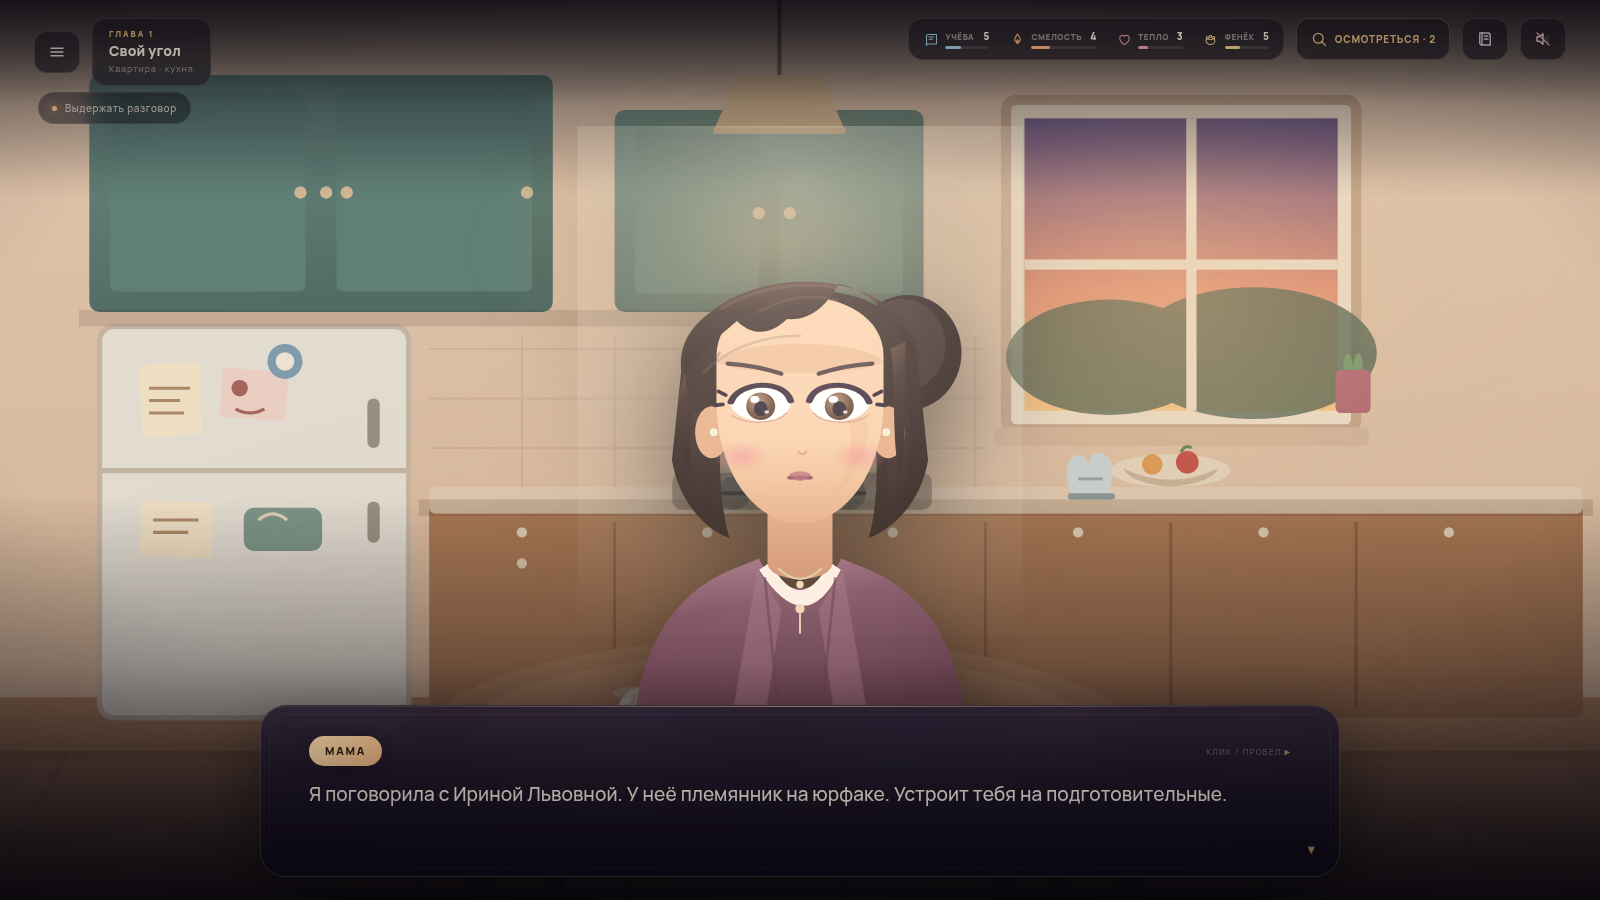 ГЛАВА 1
Свой угол
Квартира · кухня
УЧЁБА 5
СМЕЛОСТЬ 4
ТЕПЛО 3
ФЕНЁК 5
ОСМОТРЕТЬСЯ · 2
Выдержать разговор
МАМА
КЛИК / ПРОБЕЛ ▶
Я поговорила с Ириной Львовной. У неё племянник на юрфаке. Устроит тебя на подготовительные.